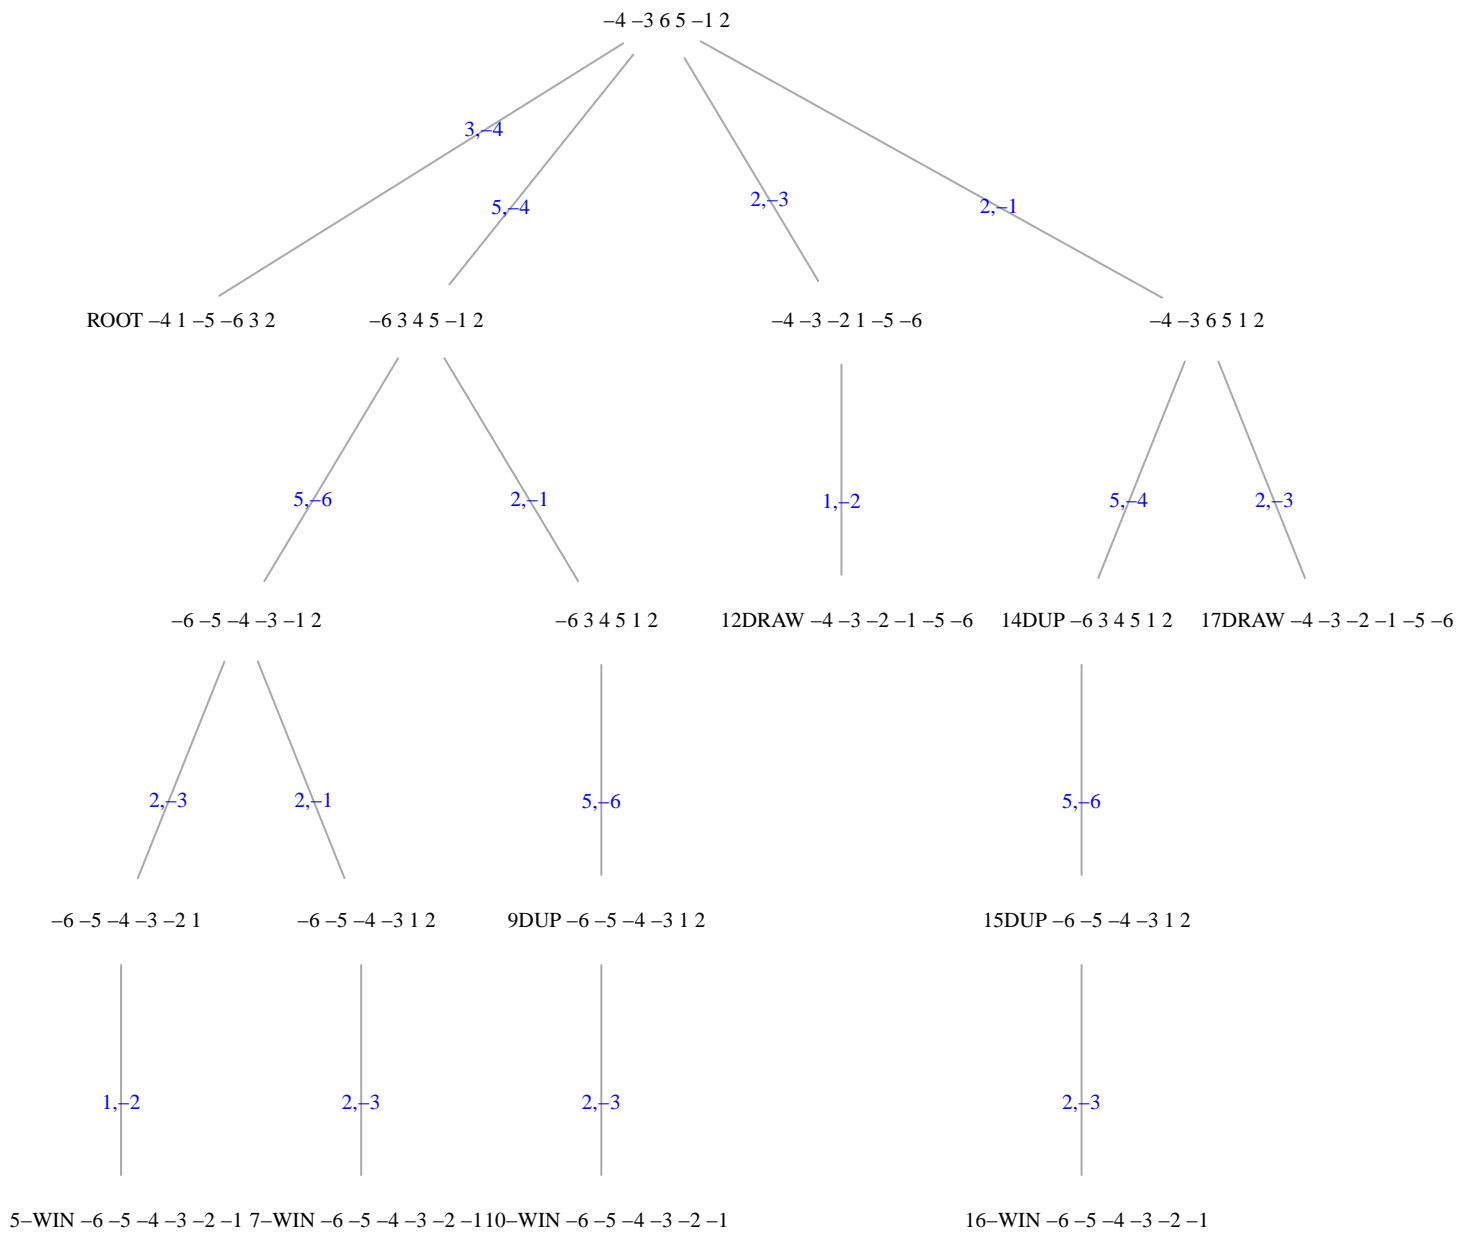 −4 −3 6 5 −1 2
3,−4
5,−4
2,−3
2,−1
ROOT −4 1 −5 −6 3 2
−6 3 4 5 −1 2
−4 −3 −2 1 −5 −6
−4 −3 6 5 1 2
5,−6
2,−1
1,−2
5,−4
2,−3
−6 −5 −4 −3 −1 2
−6 3 4 5 1 2
12DRAW −4 −3 −2 −1 −5 −6
14DUP −6 3 4 5 1 2
17DRAW −4 −3 −2 −1 −5 −6
2,−3
2,−1
5,−6
5,−6
−6 −5 −4 −3 −2 1
−6 −5 −4 −3 1 2
9DUP −6 −5 −4 −3 1 2
15DUP −6 −5 −4 −3 1 2
1,−2
2,−3
2,−3
2,−3
5−WIN −6 −5 −4 −3 −2 −1
7−WIN −6 −5 −4 −3 −2 −1
10−WIN −6 −5 −4 −3 −2 −1
16−WIN −6 −5 −4 −3 −2 −1